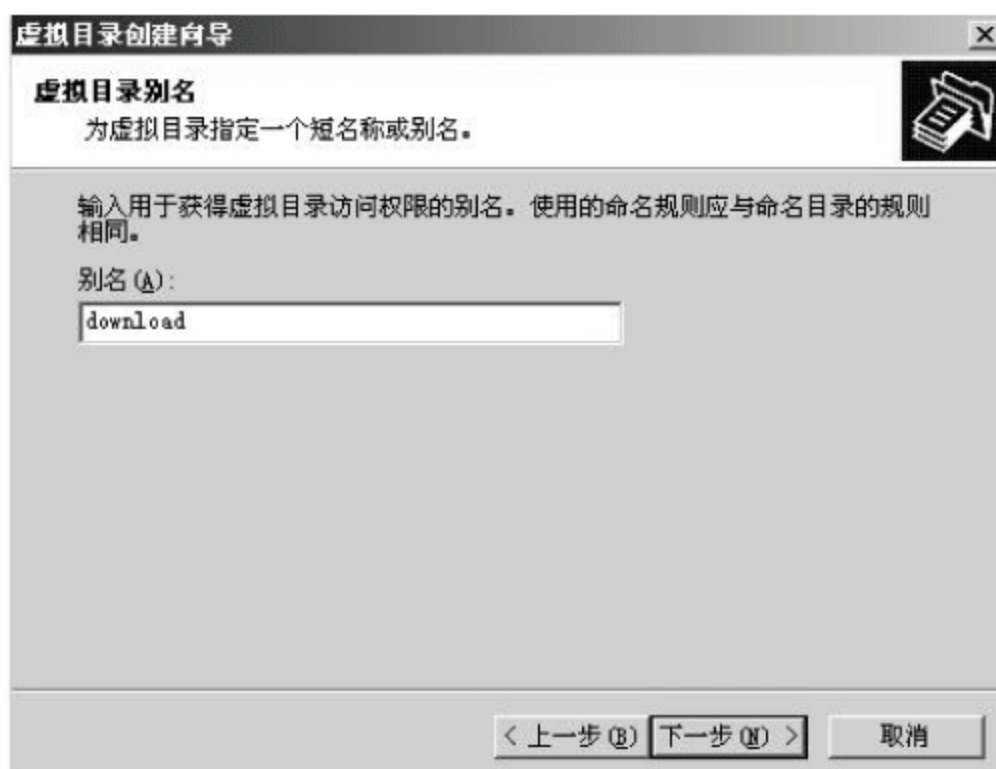 虚拟目录创建向导
虚拟目录别名
为虚拟目录指定一个短名称或别名。
输入用于获得虚拟目录访问权限的别名。使用的命名规则应与命名目录的规则
相同。
别名(A):
download
< 上一步(B) 下一步(N) > 取消